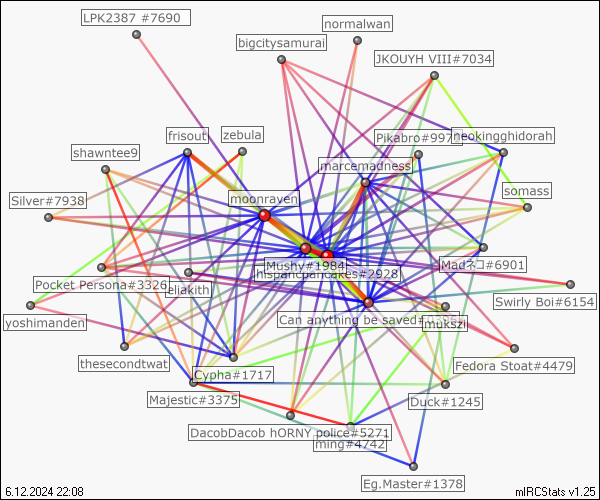 LPK2387 #7690
normalwan
bigcitysamurai
JKOUYH VIII#7034
frisout
zebula
Pikabro#997
neokingghidorah
shawntee9
marcemadness
Silver#7938
moonraven
somass
Mushy#1984
Madネコ#6901
hispanicpancakes#2928
Pocket Persona#3326
eliakith
Swirly Boi#6154
yoshimanden
Can anything be saved
mukszi
thesecondtwat
Cypha#1717
Fedora Stoat#4479
Majestic#3375
Duck#1245
DacobDacob hORNY police#5271
ming#4742
Eg.Master#1378
6.12.2024 22:08
mIRCStats v1.25